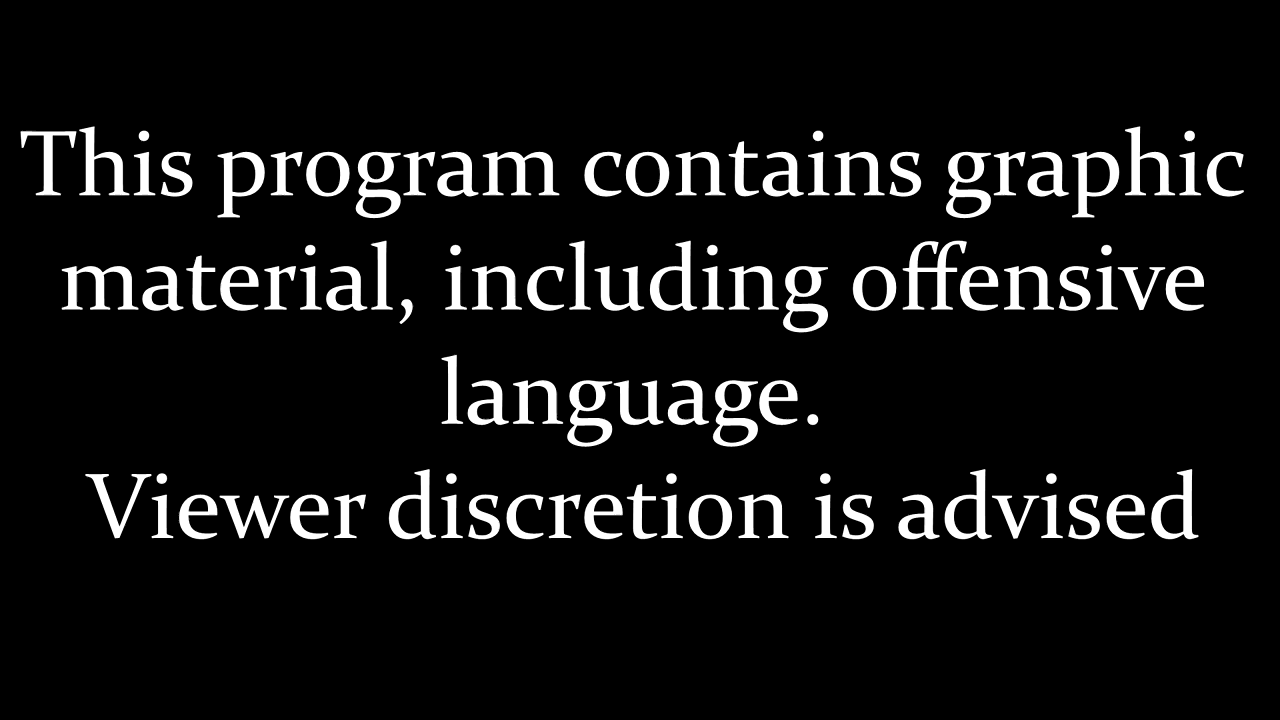 This program contains graphic
material, including offensive
language.
Viewer discretion is advised